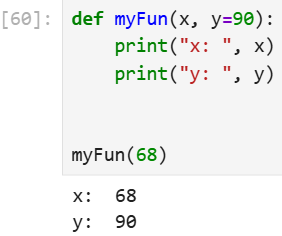 [60]: def myFun(x, y=90):
    print("x: ", x)
    print("y: ", y)
myFun(68)
x:  68
y:  90